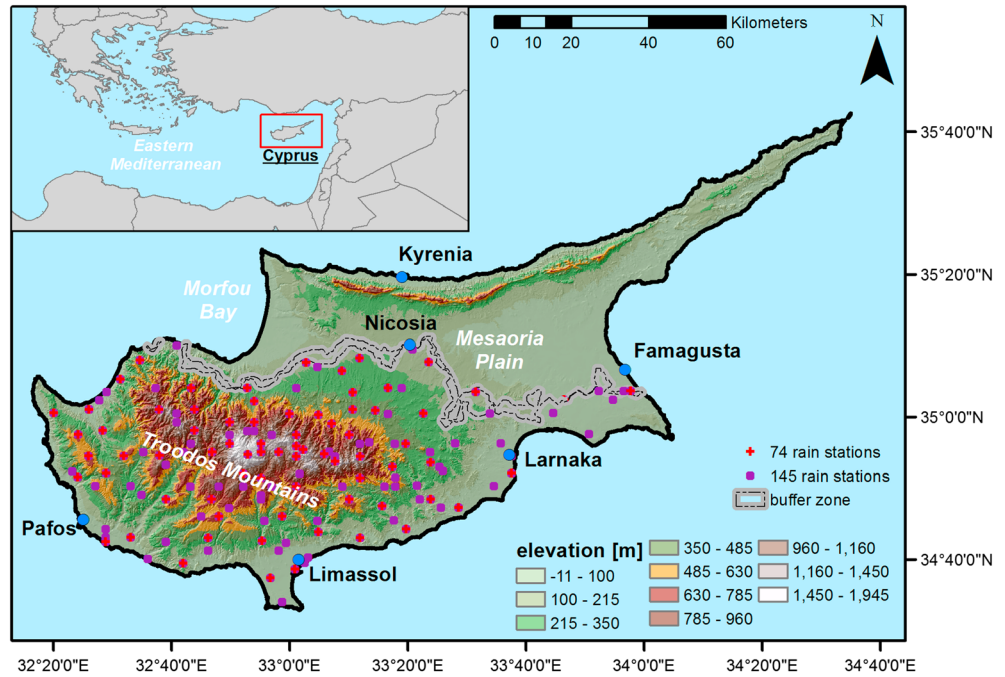 Kilometers
0 10 20 40 60
N
Eastern
Mediterranean
Cyprus
35°40'0"N
Kyrenia
35°20'0"N
Morfou
Bay
Nicosia
Mesaoria
Plain
Famagusta
35°0'0"N
Troodos Mountains
Larnaka
74 rain stations
145 rain stations
buffer zone
Pafos
Limassol
34°40'0"N
elevation [m]
-11 - 100
100 - 215
215 - 350
350 - 485
485 - 630
630 - 785
785 - 960
960 - 1,160
1,160 - 1,450
1,450 - 1,945
32°20'0"E 32°40'0"E 33°0'0"E 33°20'0"E 33°40'0"E 34°0'0"E 34°20'0"E 34°40'0"E